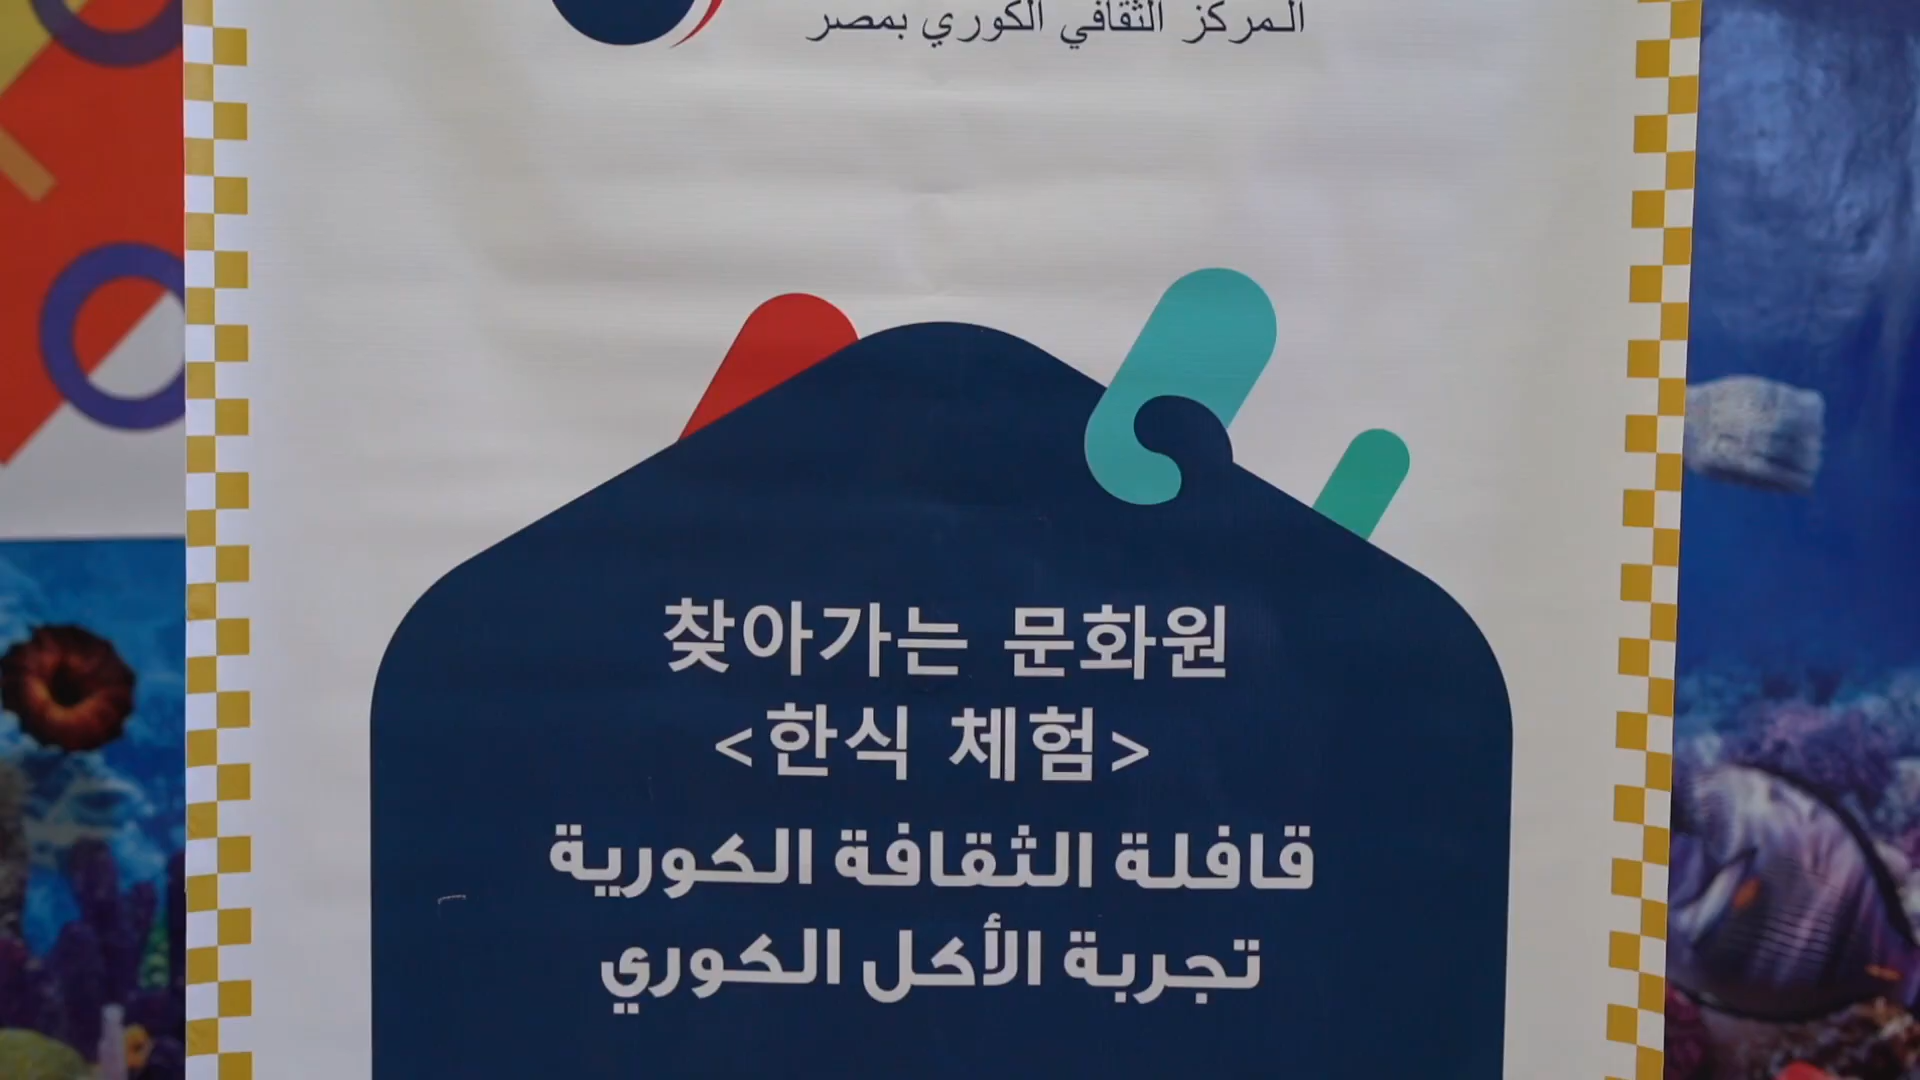 المركز الثقافي الكوري بمصر
찾아가는 문화원
<한식 체험>
قافلة الثقافة الكورية
تجربة الأكل الكوري